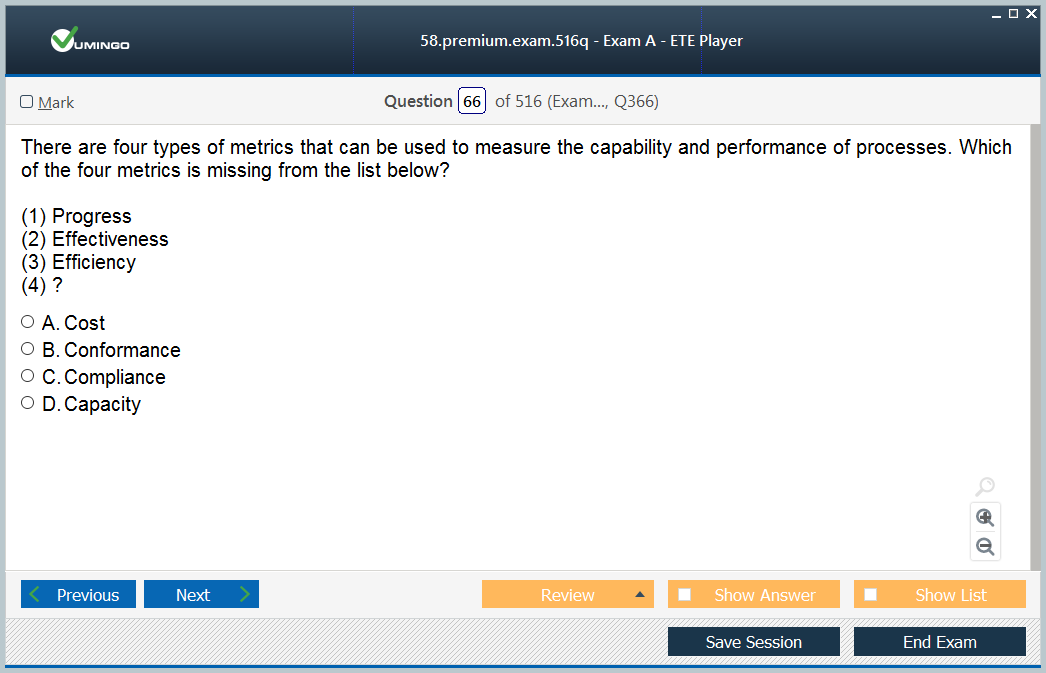 VUMINGO
58.premium.exam.516q - Exam A - ETE Player
Mark
Question 66 of 516 (Exam..., Q366)
There are four types of metrics that can be used to measure the capability and performance of processes. Which
of the four metrics is missing from the list below?
(1) Progress
(2) Effectiveness
(3) Efficiency
(4) ?
A. Cost
B. Conformance
C. Compliance
D. Capacity
Previous
Next
Review
Show Answer
Show List
Save Session
End Exam